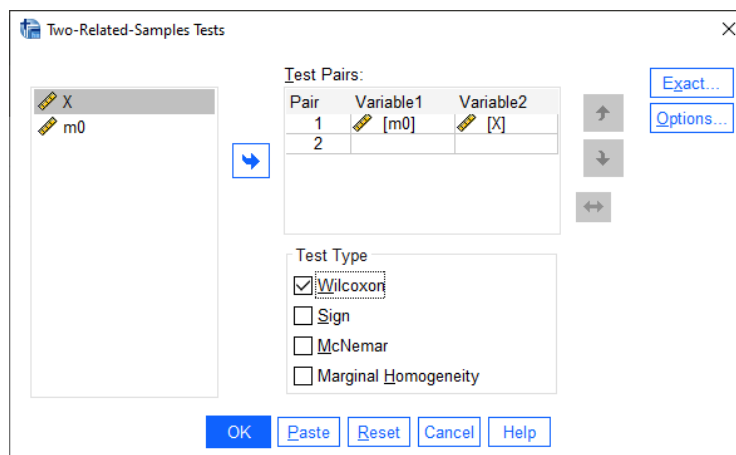 Two-Related-Samples Tests
X
m0
Test Pairs:
Pair Variable1 Variable2
1 [m0] [X]
2
Exact...
Options...
Test Type
Wilcoxon
Sign
McNemar
Marginal Homogeneity
OK Paste Reset Cancel Help